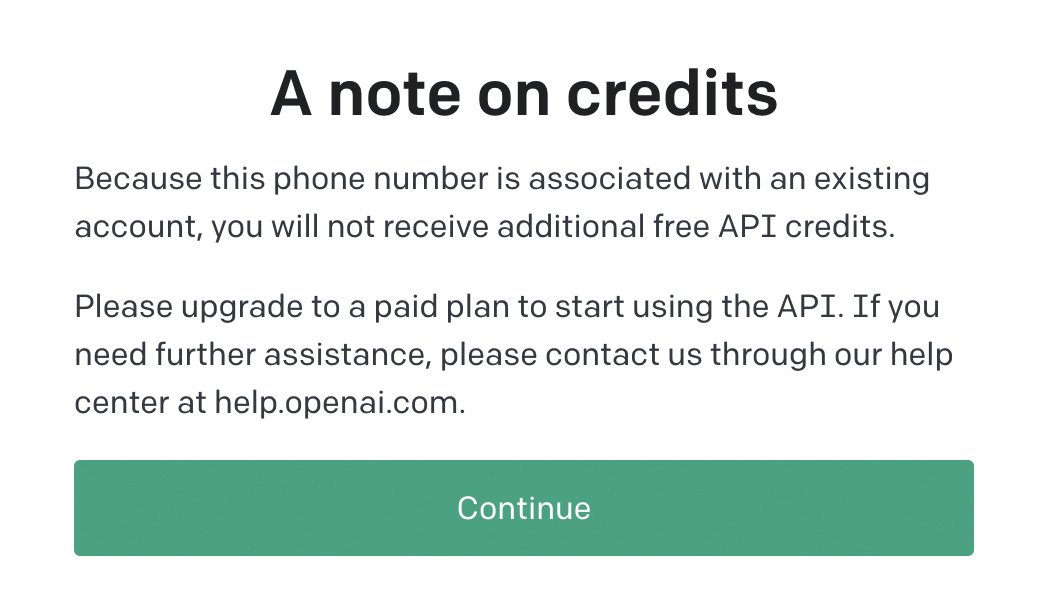 A note on credits
Because this phone number is associated with an existing
account, you will not receive additional free API credits.
Please upgrade to a paid plan to start using the API. If you
need further assistance, please contact us through our help
center at help.openai.com.
Continue